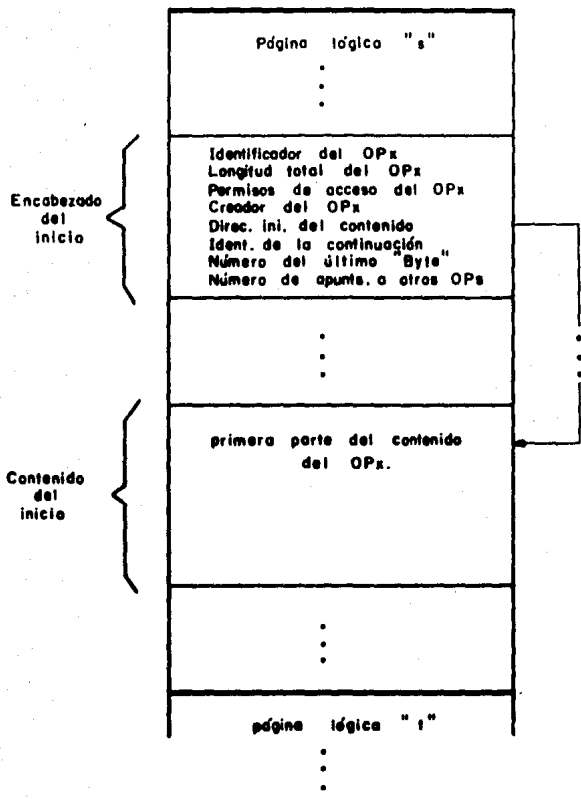 Página lógica "s"
Encabezado
del
inicio
Identificador del OPx
Longitud total del OPx
Permisos de acceso del OPx
Creador del OPx
Direc. ini. del contenido
Ident. de la continuación
Número del último "Byte"
Número de apunts. a otros OPs
Contenido
del
inicio
primera parte del contenido
del OPx.
página lógica "t"